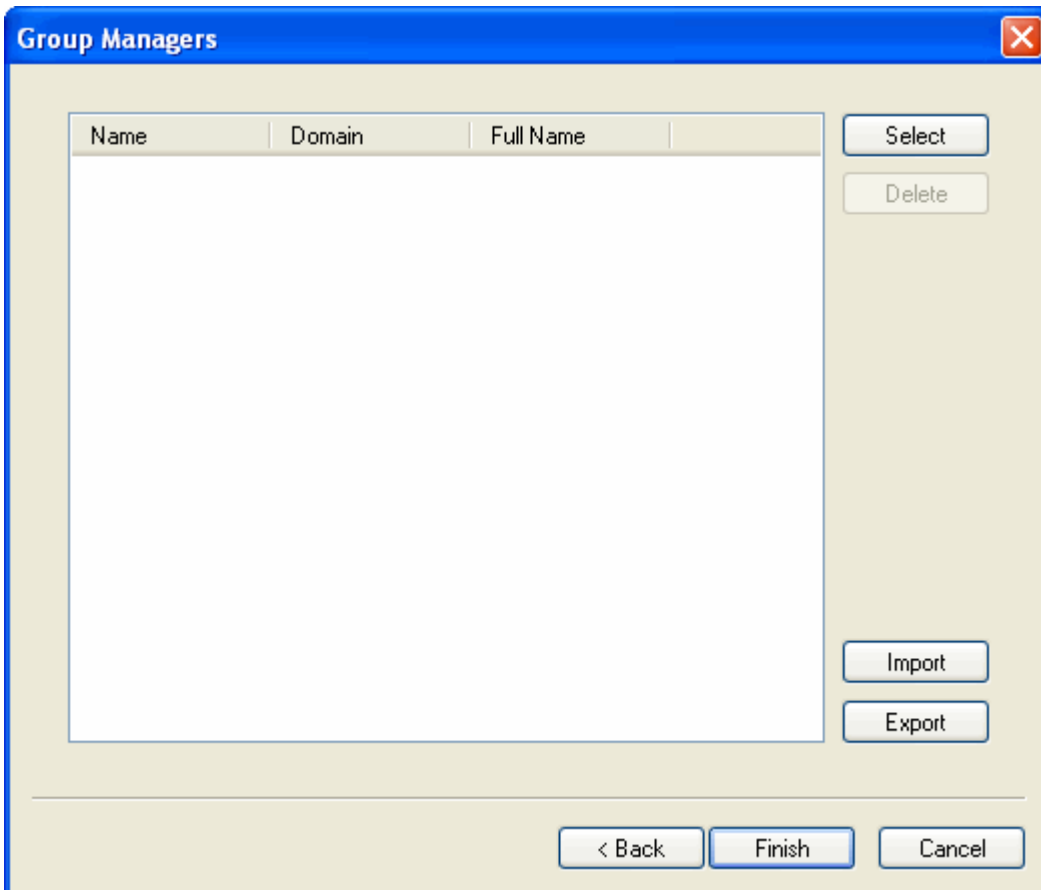 Group Managers
Name Domain Full Name
Select
Delete
Import
Export
< Back Finish Cancel